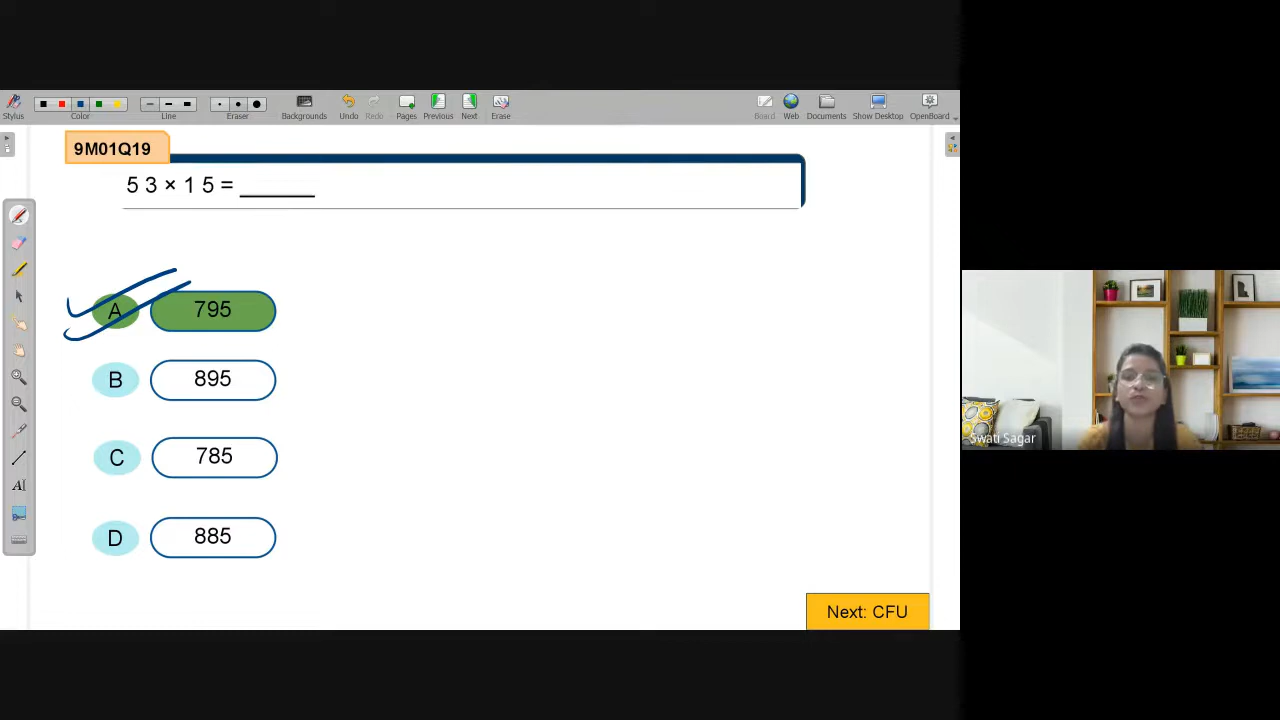 Stylus
Color
Line
Eraser
Backgrounds
Undo
Redo
Pages
Previous
Next
Erase
Board
Web
Documents
Show Desktop
OpenBoard
9M01Q19
5 3 × 1 5 = ______
A 795
B 895
C 785
D 885
Next: CFU
Swati Sagar